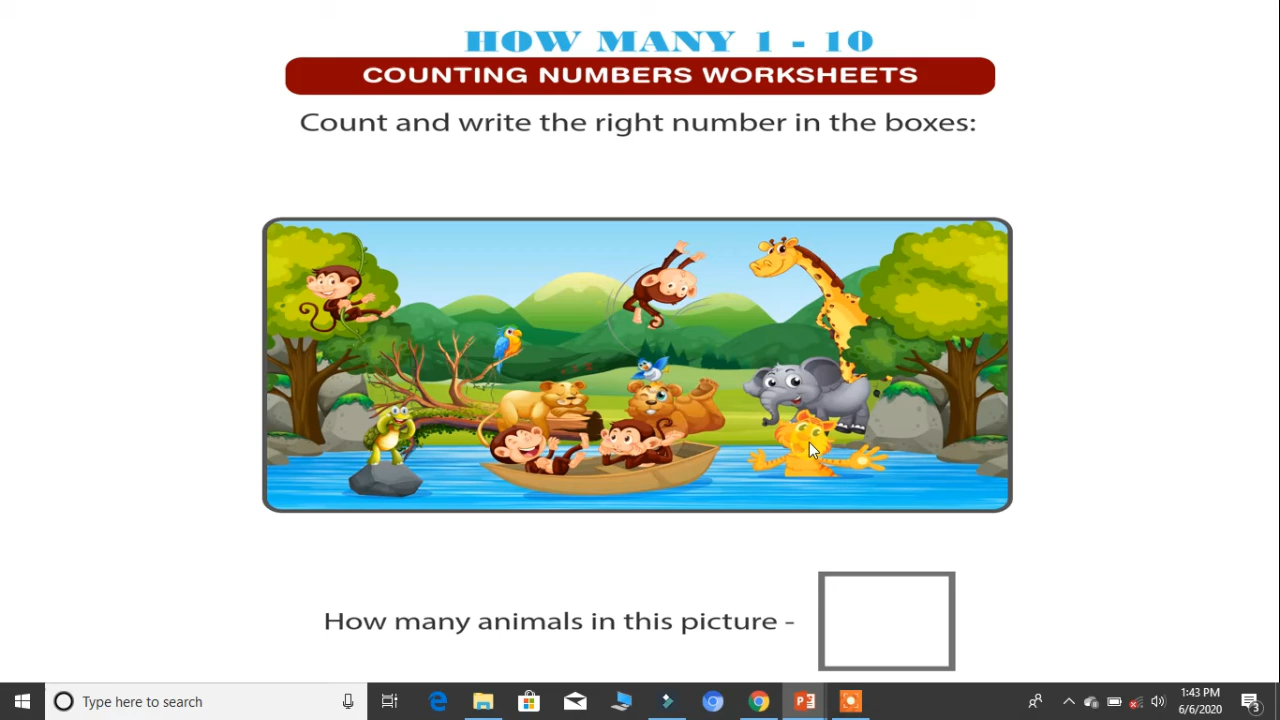 HOW MANY 1 - 10
COUNTING NUMBERS WORKSHEETS
Count and write the right number in the boxes:
How many animals in this picture -
Type here to search
1:43 PM
6/6/2020
3